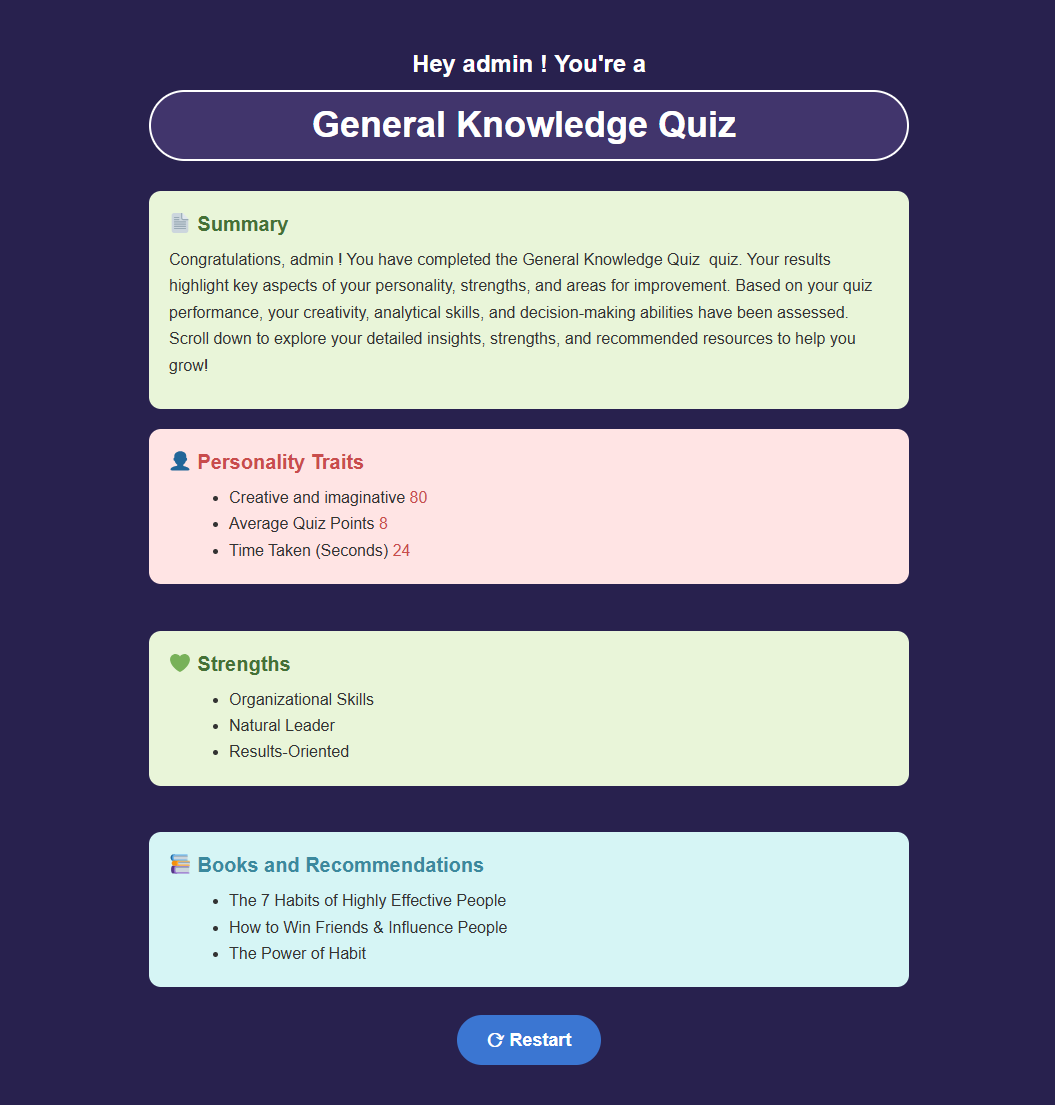 Hey admin ! You're a
General Knowledge Quiz
Summary
Congratulations, admin ! You have completed the General Knowledge Quiz  quiz. Your results
highlight key aspects of your personality, strengths, and areas for improvement. Based on your quiz
performance, your creativity, analytical skills, and decision-making abilities have been assessed.
Scroll down to explore your detailed insights, strengths, and recommended resources to help you
grow!
Personality Traits
• Creative and imaginative 80
• Average Quiz Points 8
• Time Taken (Seconds) 24
Strengths
• Organizational Skills
• Natural Leader
• Results-Oriented
Books and Recommendations
• The 7 Habits of Highly Effective People
• How to Win Friends & Influence People
• The Power of Habit
Restart